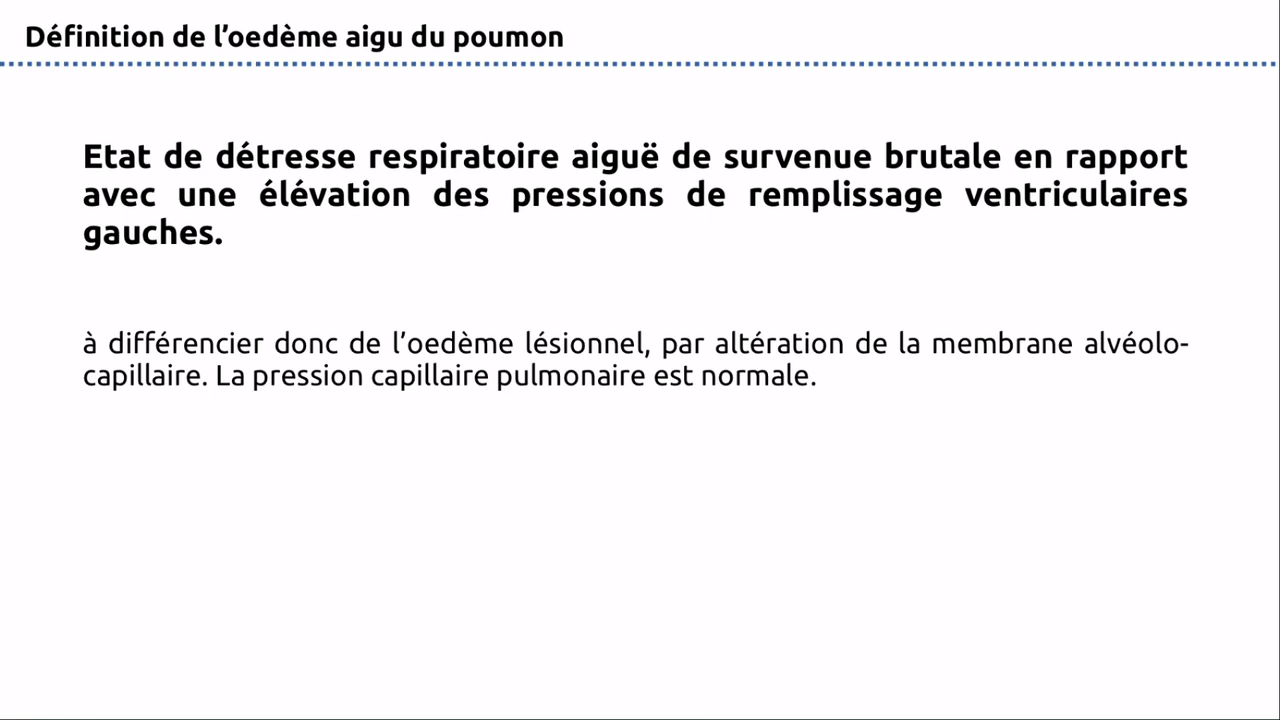 Définition de l’oedème aigu du poumon
Etat de détresse respiratoire aiguë de survenue brutale en rapport
avec une élévation des pressions de remplissage ventriculaires
gauches.
à différencier donc de l’oedème lésionnel, par altération de la membrane alvéolo-
capillaire. La pression capillaire pulmonaire est normale.